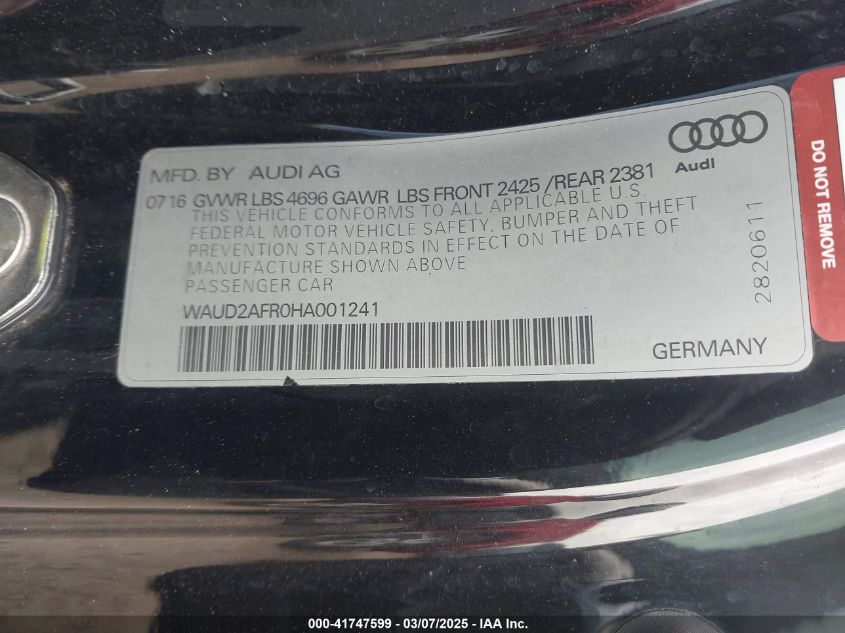 MFD. BY AUDI AG
Audi
07 16 GVWR LBS 4696 GAWR LBS FRONT 2425 /REAR 2381
THIS VEHICLE CONFORMS TO ALL APPLICABLE U.S.
FEDERAL MOTOR VEHICLE SAFETY, BUMPER AND THEFT
PREVENTION STANDARDS IN EFFECT ON THE DATE OF
MANUFACTURE SHOWN ABOVE
PASSENGER CAR
WAUD2AFR0HA001241
GERMANY
2820611
DO NOT REMOVE
000-41747599 - 03/07/2025 - IAA Inc.